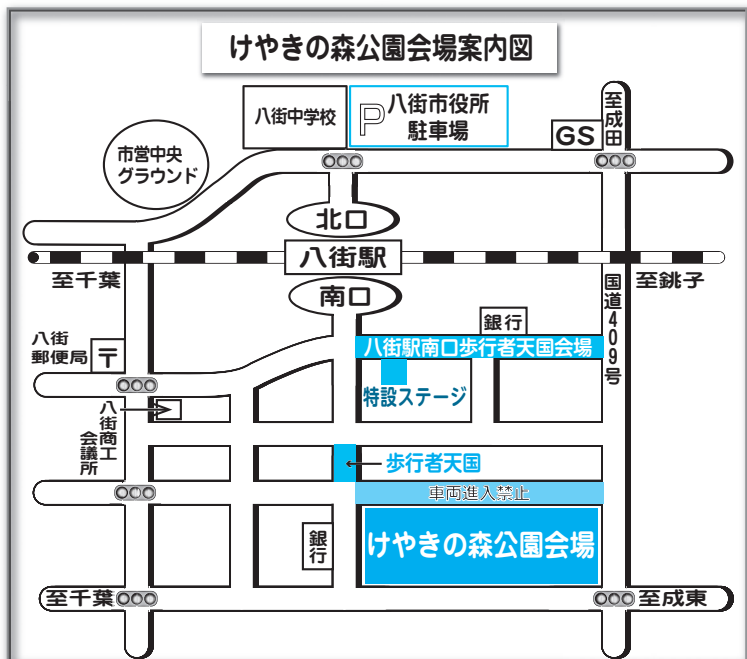 けやきの森公園会場案内図
八街中学校
P
八街市役所
駐車場
至成田
GS
市営中央
グラウンド
北口
八街駅
至千葉
至銚子
南口
国道409号
銀行
八街
郵便局
〒
八街駅南口歩行者天国会場
特設ステージ
八街商工
会議所
歩行者天国
車両進入禁止
銀行
けやきの森公園会場
至千葉
至成東